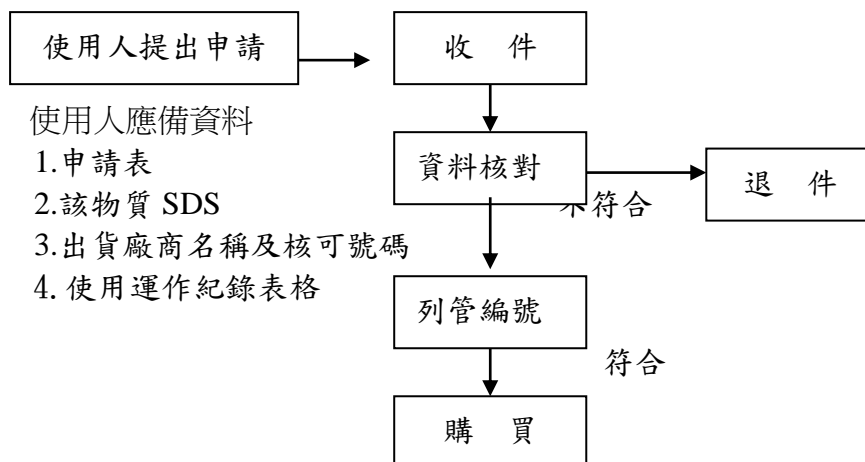 使用人提出申請
收 件
使用人應備資料
1.申請表
2.該物質 SDS
3.出貨廠商名稱及核可號碼
4. 使用運作紀錄表格
資料核對
不符合
退 件
列管編號
符合
購 買